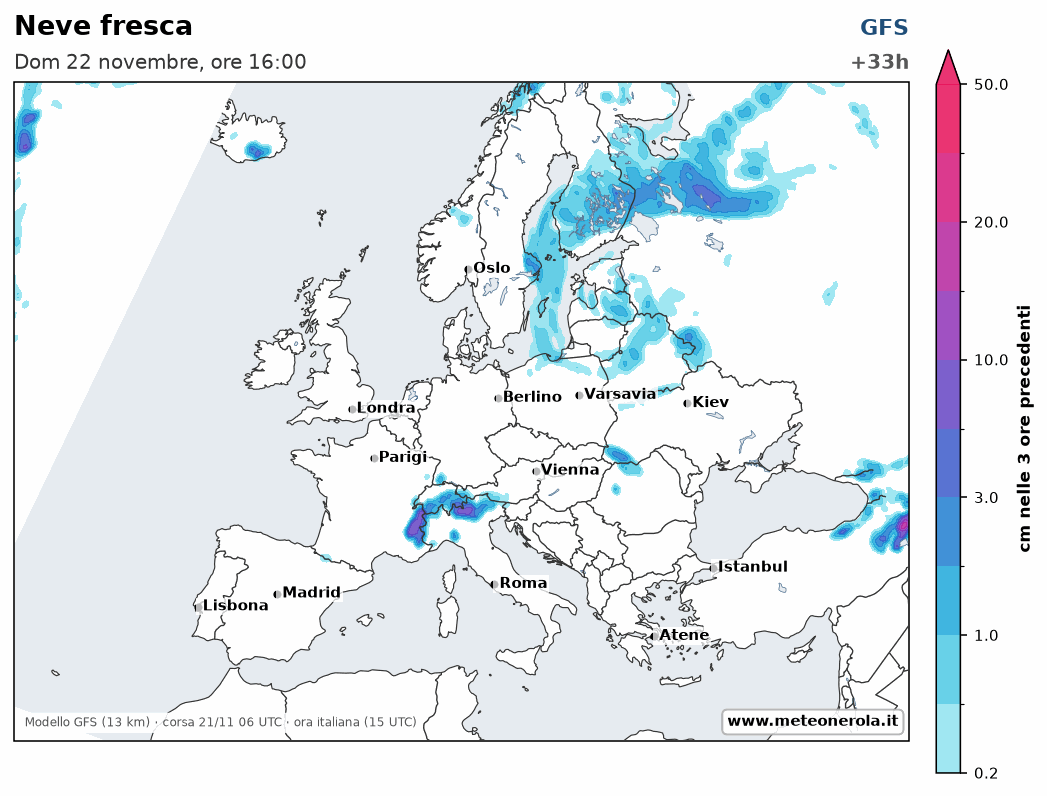 Neve fresca
GFS
Dom 22 novembre, ore 16:00
+33h
50.0
20.0
10.0
3.0
1.0
0.2
cm nelle 3 ore precedenti
Oslo
Londra
Berlino
Varsavia
Kiev
Parigi
Vienna
Istanbul
Roma
Madrid
Lisbona
Atene
Modello GFS (13 km) · corsa 21/11 06 UTC · ora italiana (15 UTC)
www.meteonerola.it